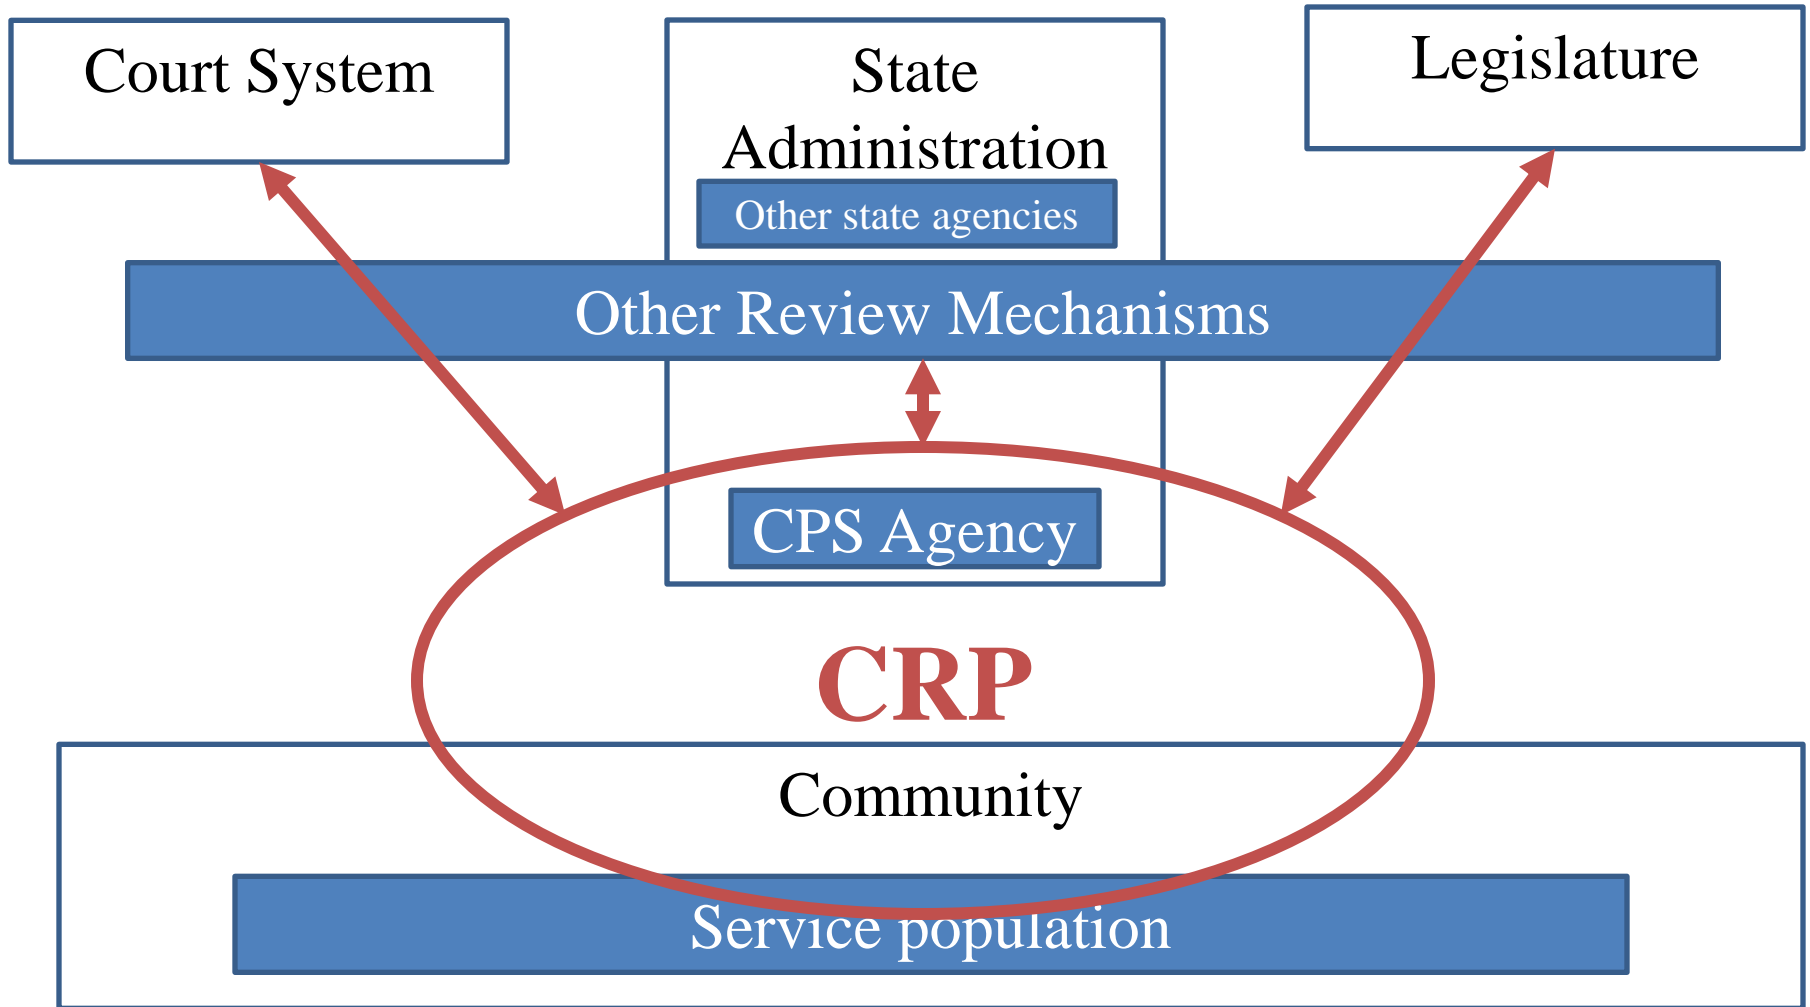 Court System
State
Administration
Legislature
Other state agencies
Other Review Mechanisms
CPS Agency
CRP
Community
Service population